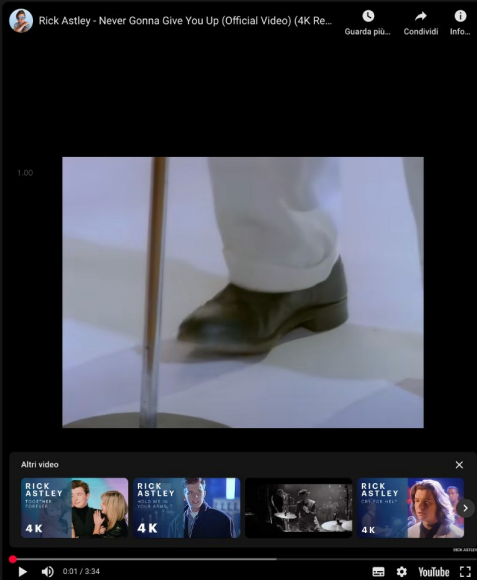 Rick Astley - Never Gonna Give You Up (Official Video) (4K Re...
Guarda più...
Condividi
Info...
1.00
Altri video
RICK
ASTLEY
TOGETHER
FOREVER
4K
RICK
ASTLEY
HOLD ME IN
YOUR ARMS
4K
RICK
ASTLEY
CRY FOR HELP
4K
RICK ASTLEY
0:01 / 3:34
YouTube